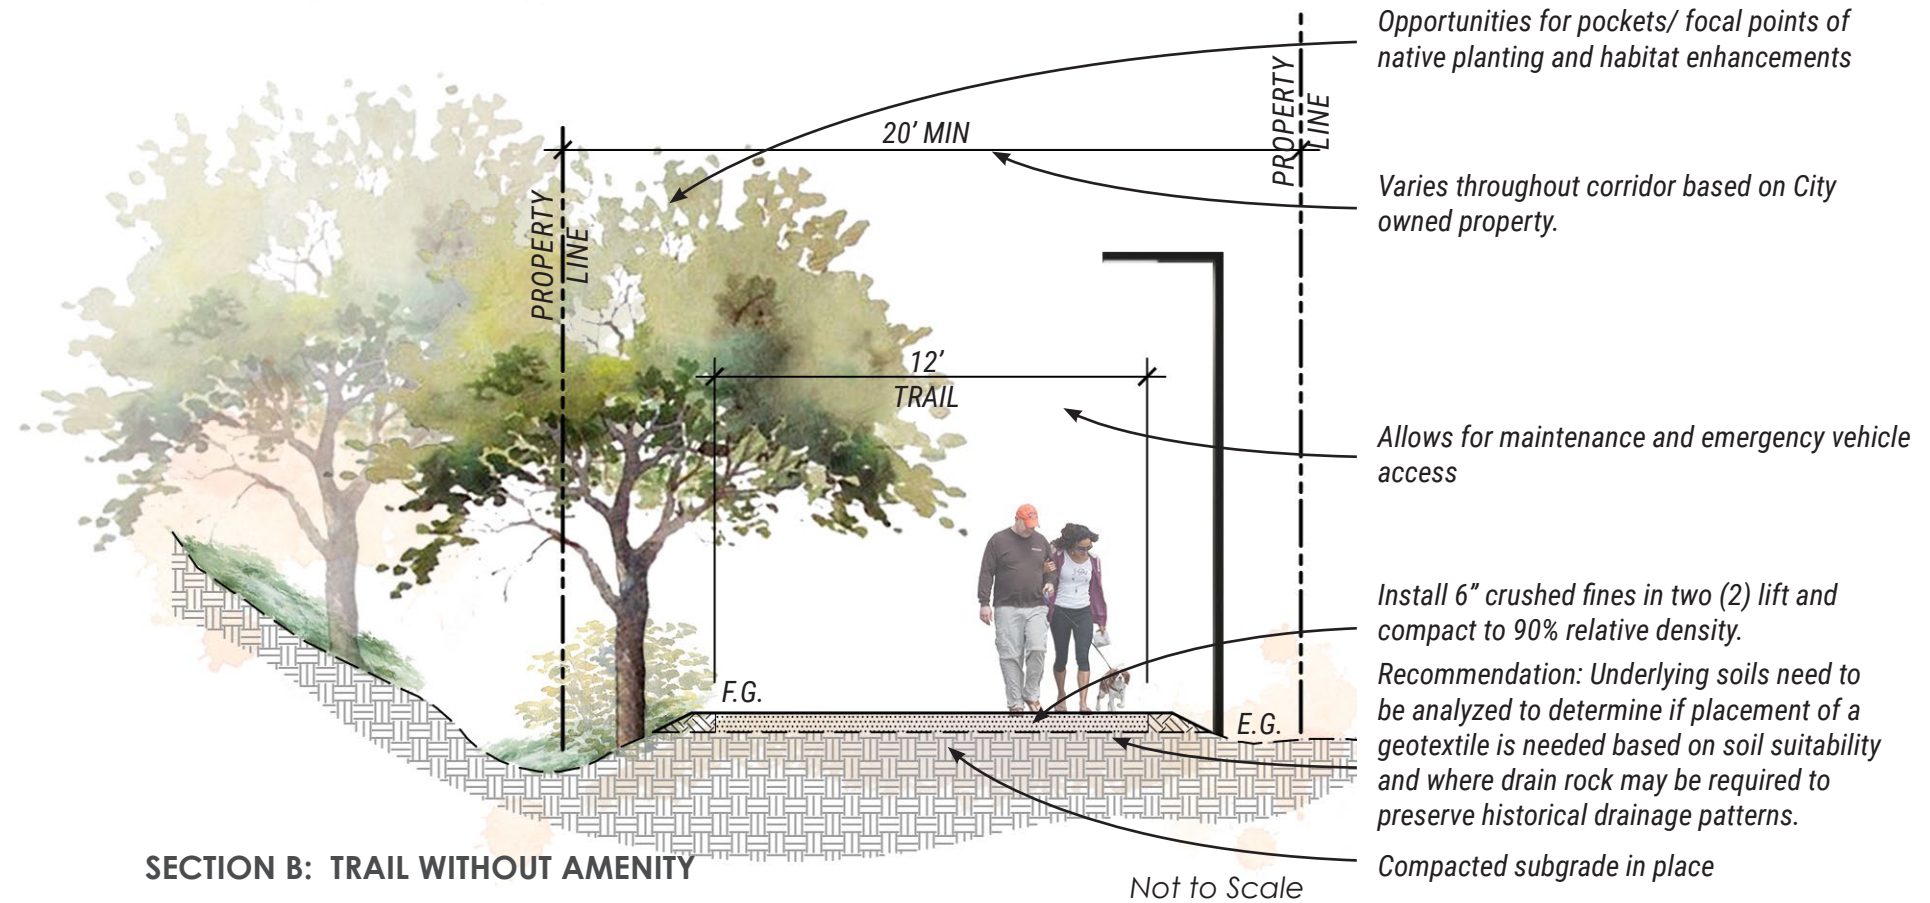 Opportunities for pockets/ focal points of
native planting and habitat enhancements
PROPERTY
LINE
20’ MIN
Varies throughout corridor based on City
owned property.
PROPERTY
LINE
12’
TRAIL
Allows for maintenance and emergency vehicle
access
Install 6” crushed fines in two (2) lift and
compact to 90% relative density.
Recommendation: Underlying soils need to
be analyzed to determine if placement of a
geotextile is needed based on soil suitability
and where drain rock may be required to
preserve historical drainage patterns.
F.G.
E.G.
Compacted subgrade in place
SECTION B: TRAIL WITHOUT AMENITY
Not to Scale